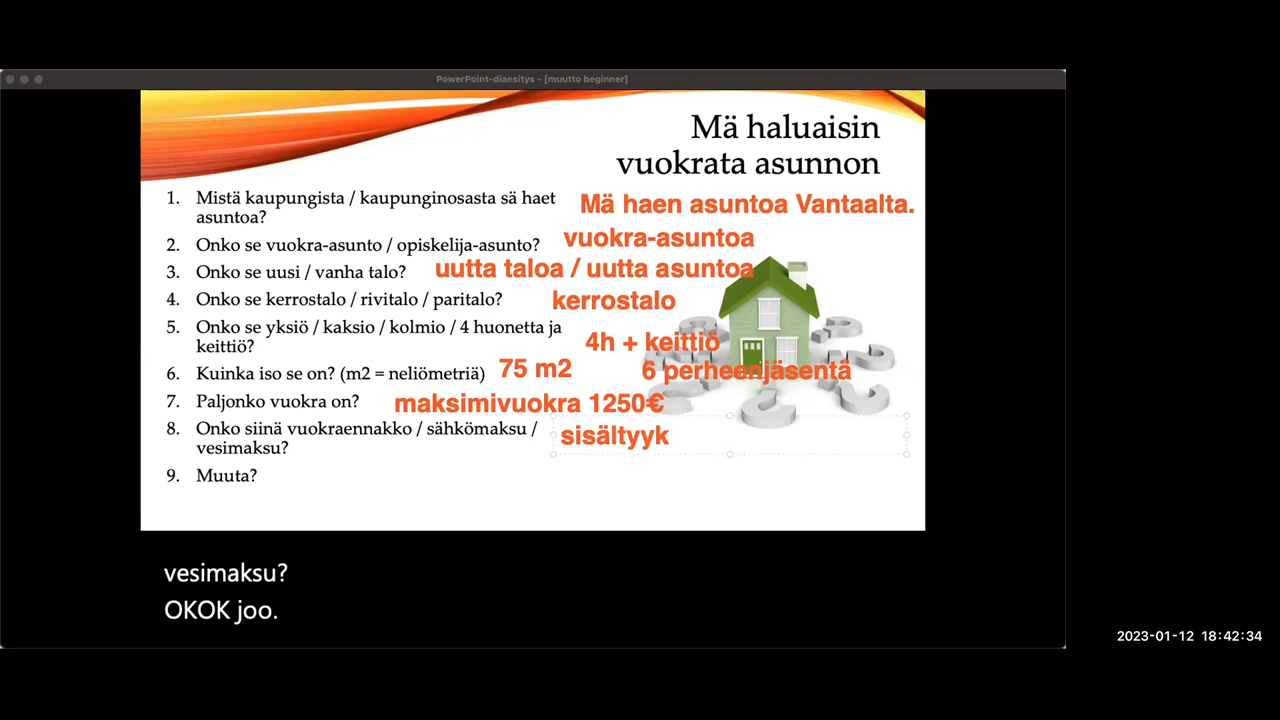 PowerPoint-diaesitys - [muutto beginner]
Mä haluaisin
vuokrata asunnon
1. Mistä kaupungista / kaupunginosasta sä haet
asuntoa?
Mä haen asuntoa Vantaalta.
2. Onko se vuokra-asunto / opiskelija-asunto?
vuokra-asuntoa
3. Onko se uusi / vanha talo?
uutta taloa / uutta asuntoa
4. Onko se kerrostalo / rivitalo / paritalo?
kerrostalo
5. Onko se yksiö / kaksio / kolmio / 4 huonetta ja
keittiö?
4h + keittiö
6. Kuinka iso se on? (m2 = neliömetriä)
75 m2
6 perheenjäsentä
7. Paljonko vuokra on?
maksimivuokra 1250€
8. Onko siinä vuokraennakko / sähkömaksu /
vesimaksu?
sisältyyk
9. Muuta?
vesimaksu?
OKOK joo.
2023-01-12 18:42:34